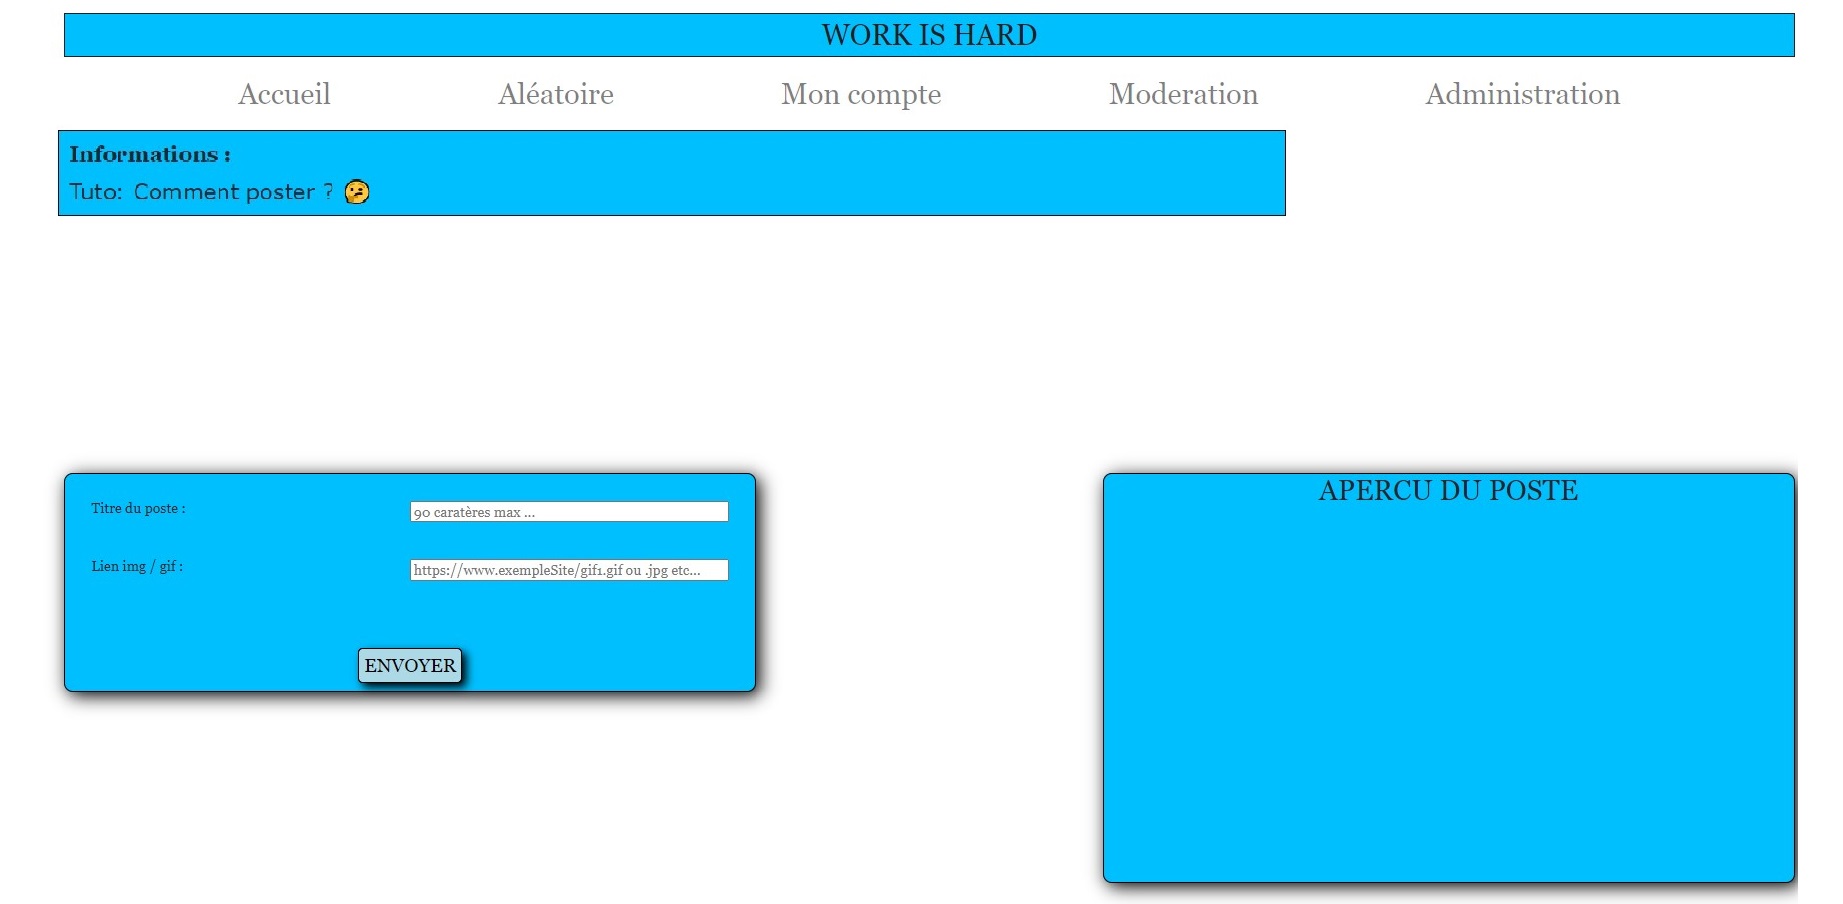 WORK IS HARD
Accueil Aléatoire Mon compte Moderation Administration
Informations :
Tuto: Comment poster ? 🤔
Titre du poste :
90 caratères max ...
Lien img / gif :
https://www.exempleSite/gif1.gif ou .jpg etc...
ENVOYER
APERCU DU POSTE